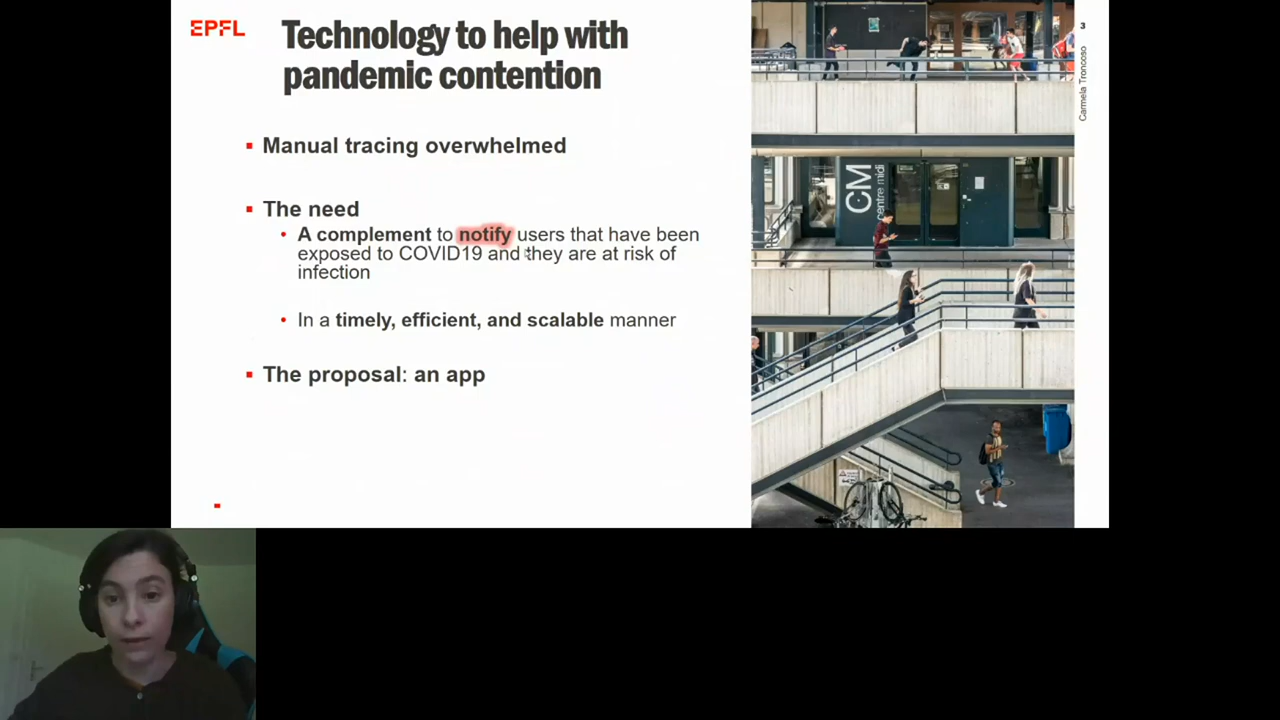 EPFL
Technology to help with
pandemic contention
3
Carmela Troncoso
▪ Manual tracing overwhelmed
▪ The need
• A complement to notify users that have been
exposed to COVID19 and they are at risk of
infection
• In a timely, efficient, and scalable manner
▪ The proposal: an app
CM
centre midi